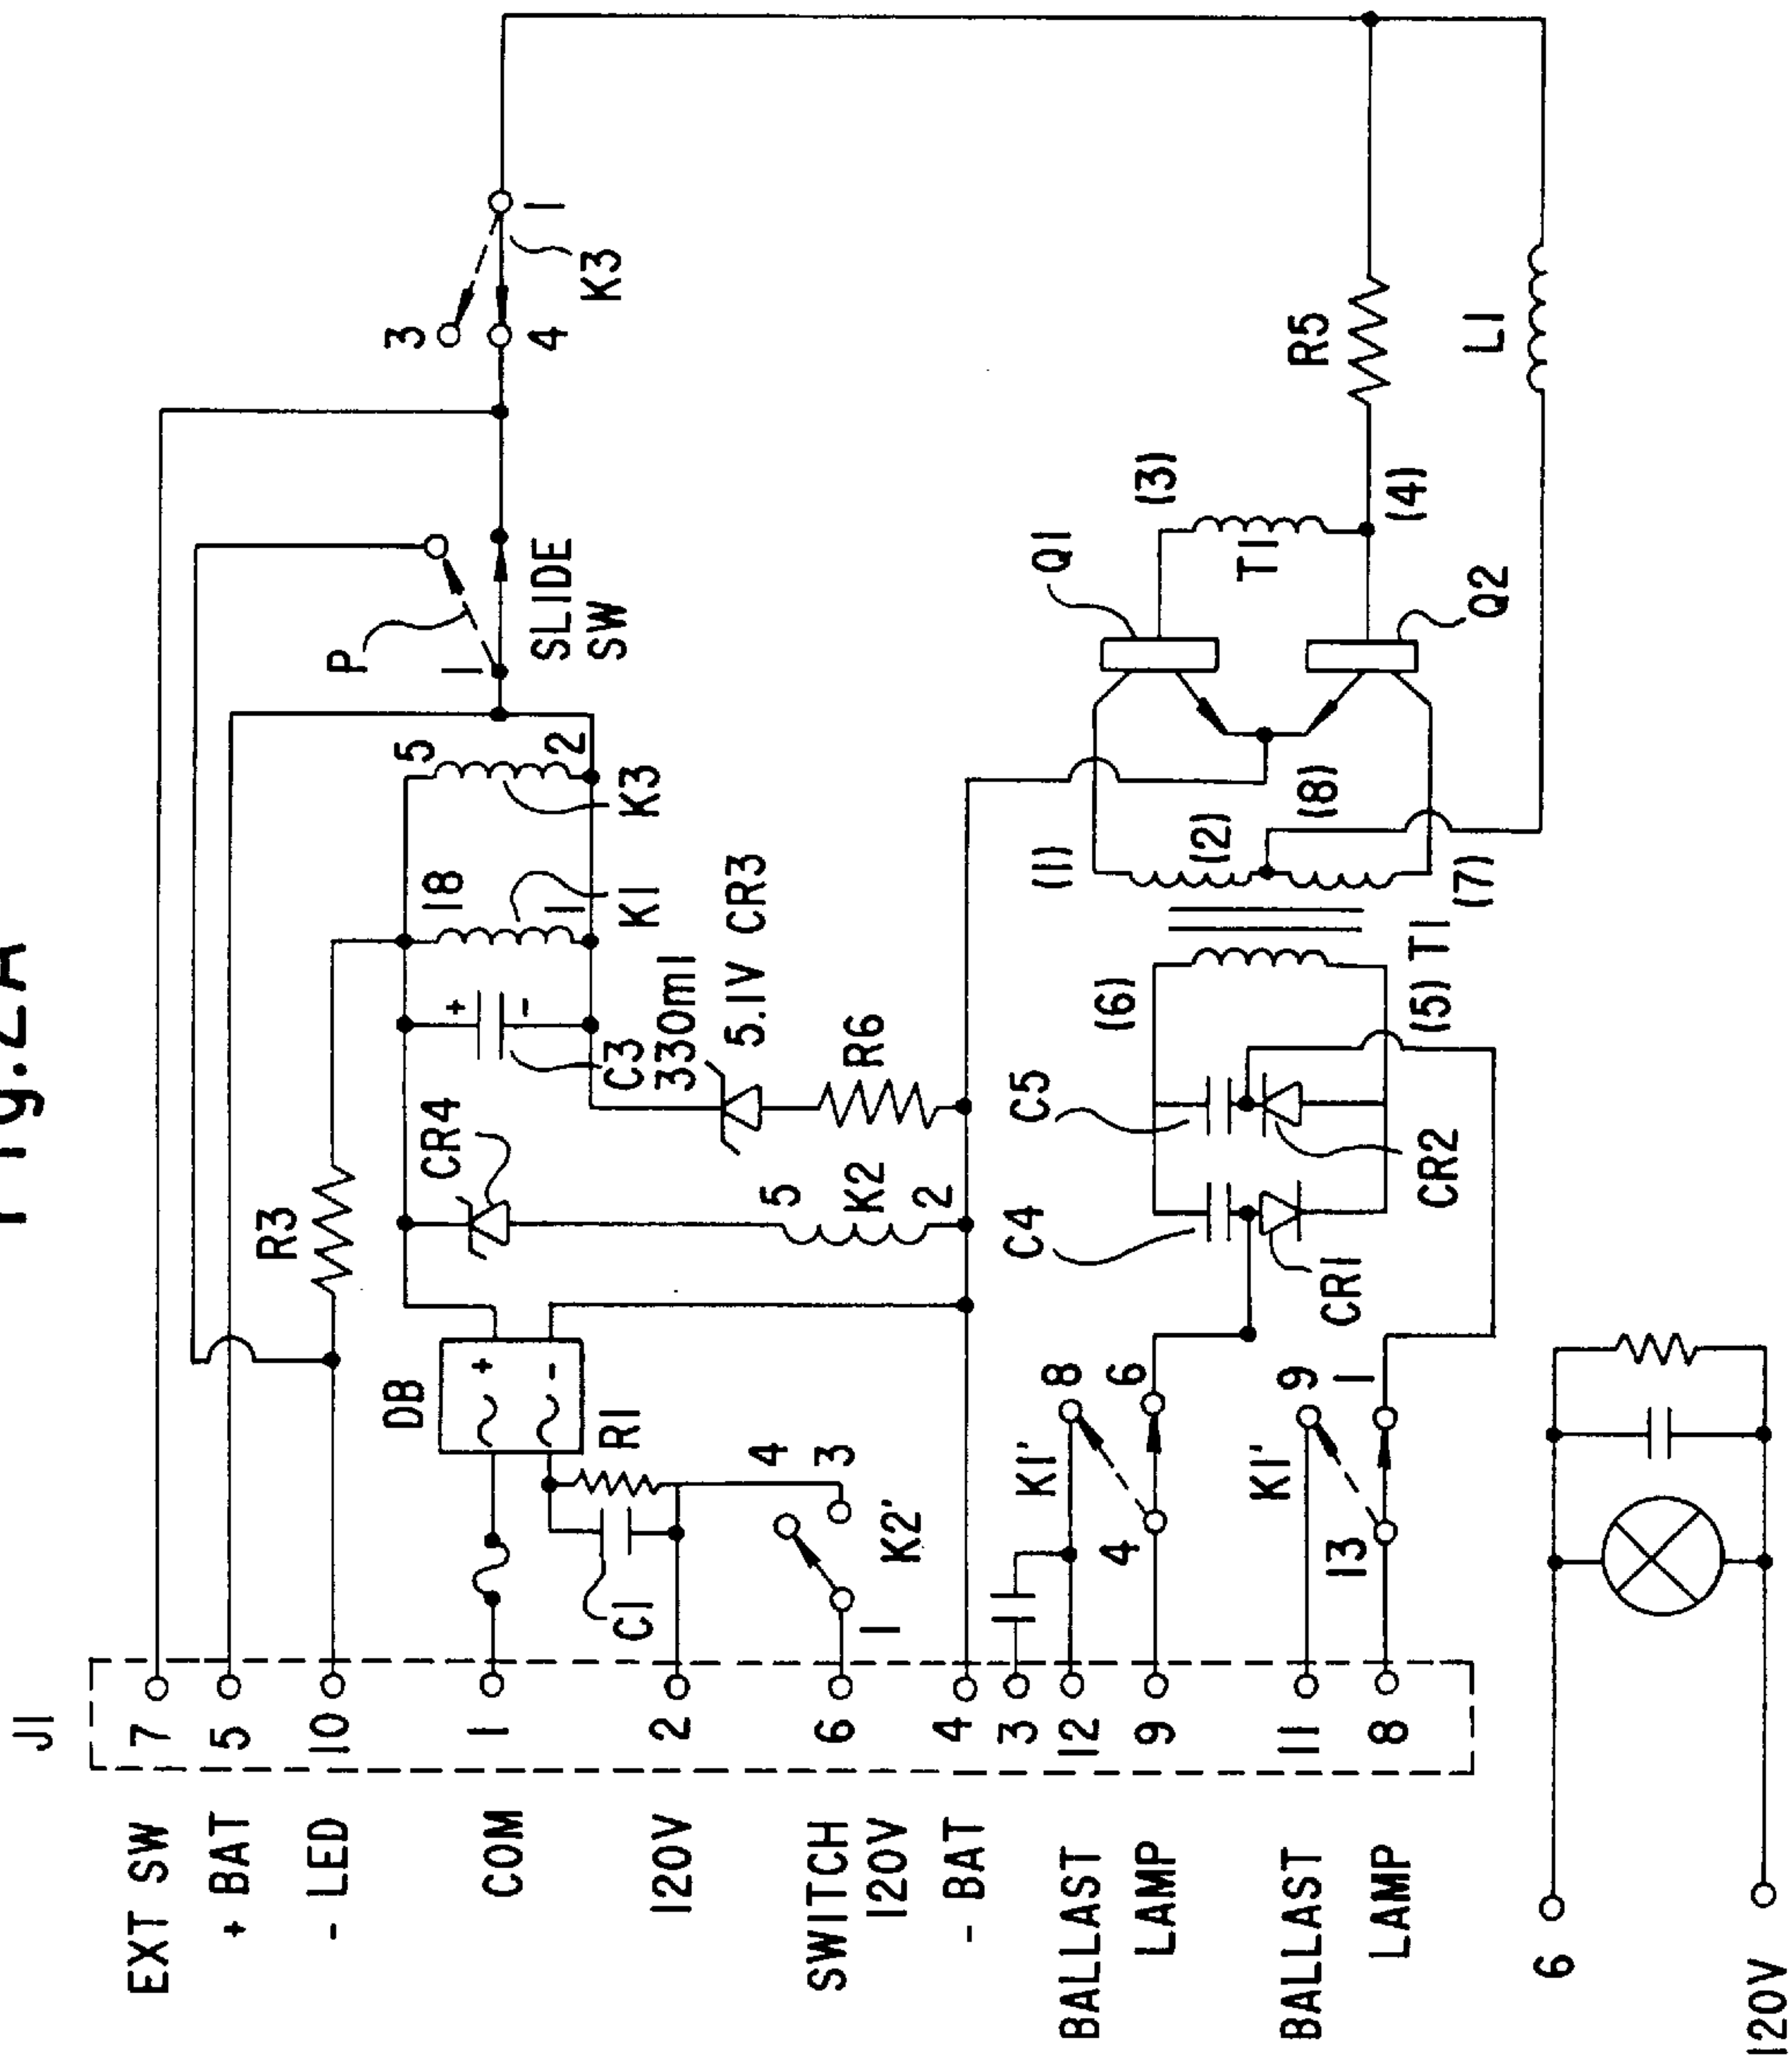 Fig.2A
J1
EXT SW
7
+ BAT
5
- LED
10
COM
1
120V
2
SWITCH
120V
6
- BAT
4
3
BALLAST
12
LAMP
9
BALLAST
11
LAMP
8
R3
DB
~ +
~ -
R1
C1
4
3
K2'
1
CR4
5
K2
2
C3
330ml
+
-
5.1V CR3
R6
18
1
K1
5
2
K3
P
1
SLIDE
SW
3
4
1
K3
K1'
8
6
4
K1'
9
1
13
C4
C5
CR1
CR2
(6)
(5) T1
(1)
(2)
(8)
(7)
Q1
Q2
(3)
T1
(4)
R5
L1
6
120V